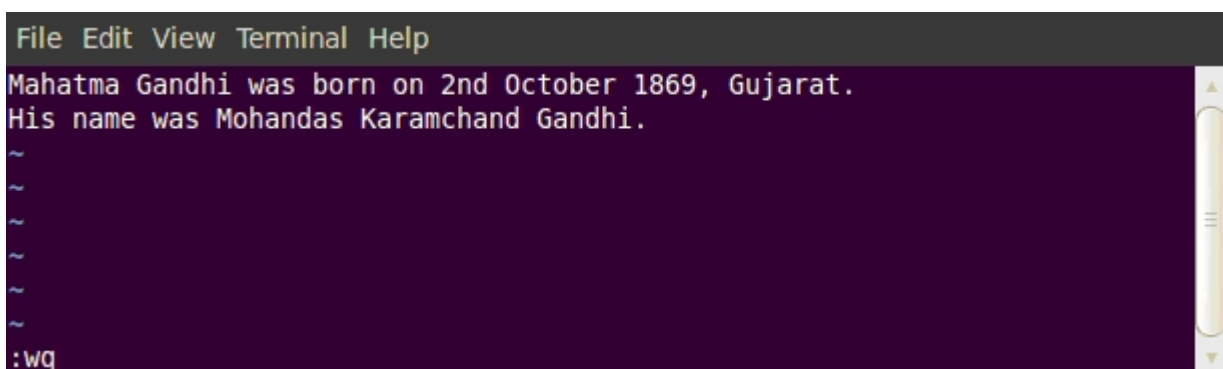 File Edit View Terminal Help
Mahatma Gandhi was born on 2nd October 1869, Gujarat.
His name was Mohandas Karamchand Gandhi.
~
~
~
~
~
~
:wq